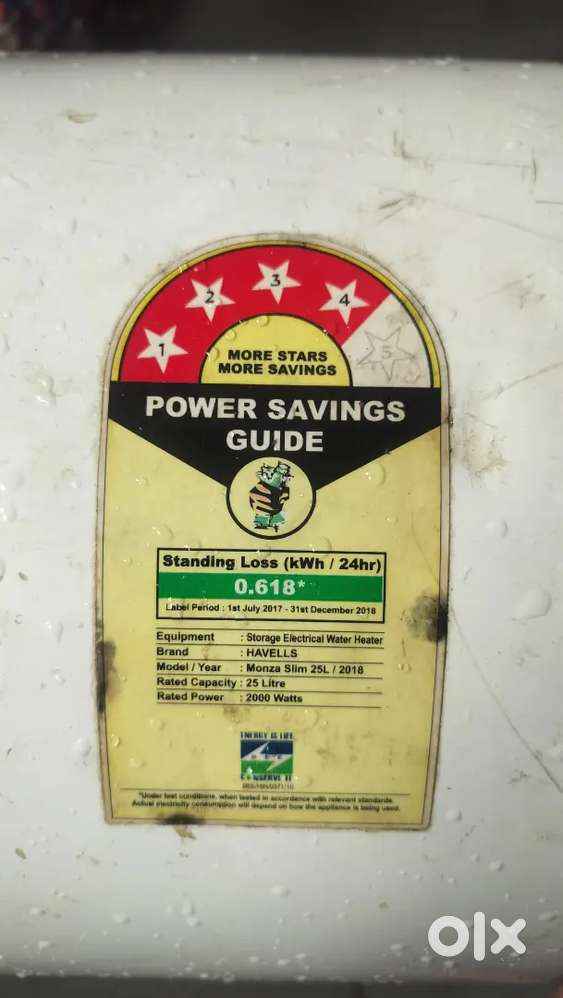 1 2 3 4 5
MORE STARS
MORE SAVINGS
POWER SAVINGS
GUIDE
Standing Loss (kWh / 24hr)
0.618*
Label Period : 1st July 2017 - 31st December 2018
Equipment : Storage Electrical Water Heater
Brand : HAVELLS
Model / Year : Monza Slim 25L / 2018
Rated Capacity : 25 Litre
Rated Power : 2000 Watts
ENERGY IS LIFE
CONSERVE IT
*Under test conditions, when tested in accordance with relevant standards.
Actual electricity consumption will depend on how the appliance is being used.
olx